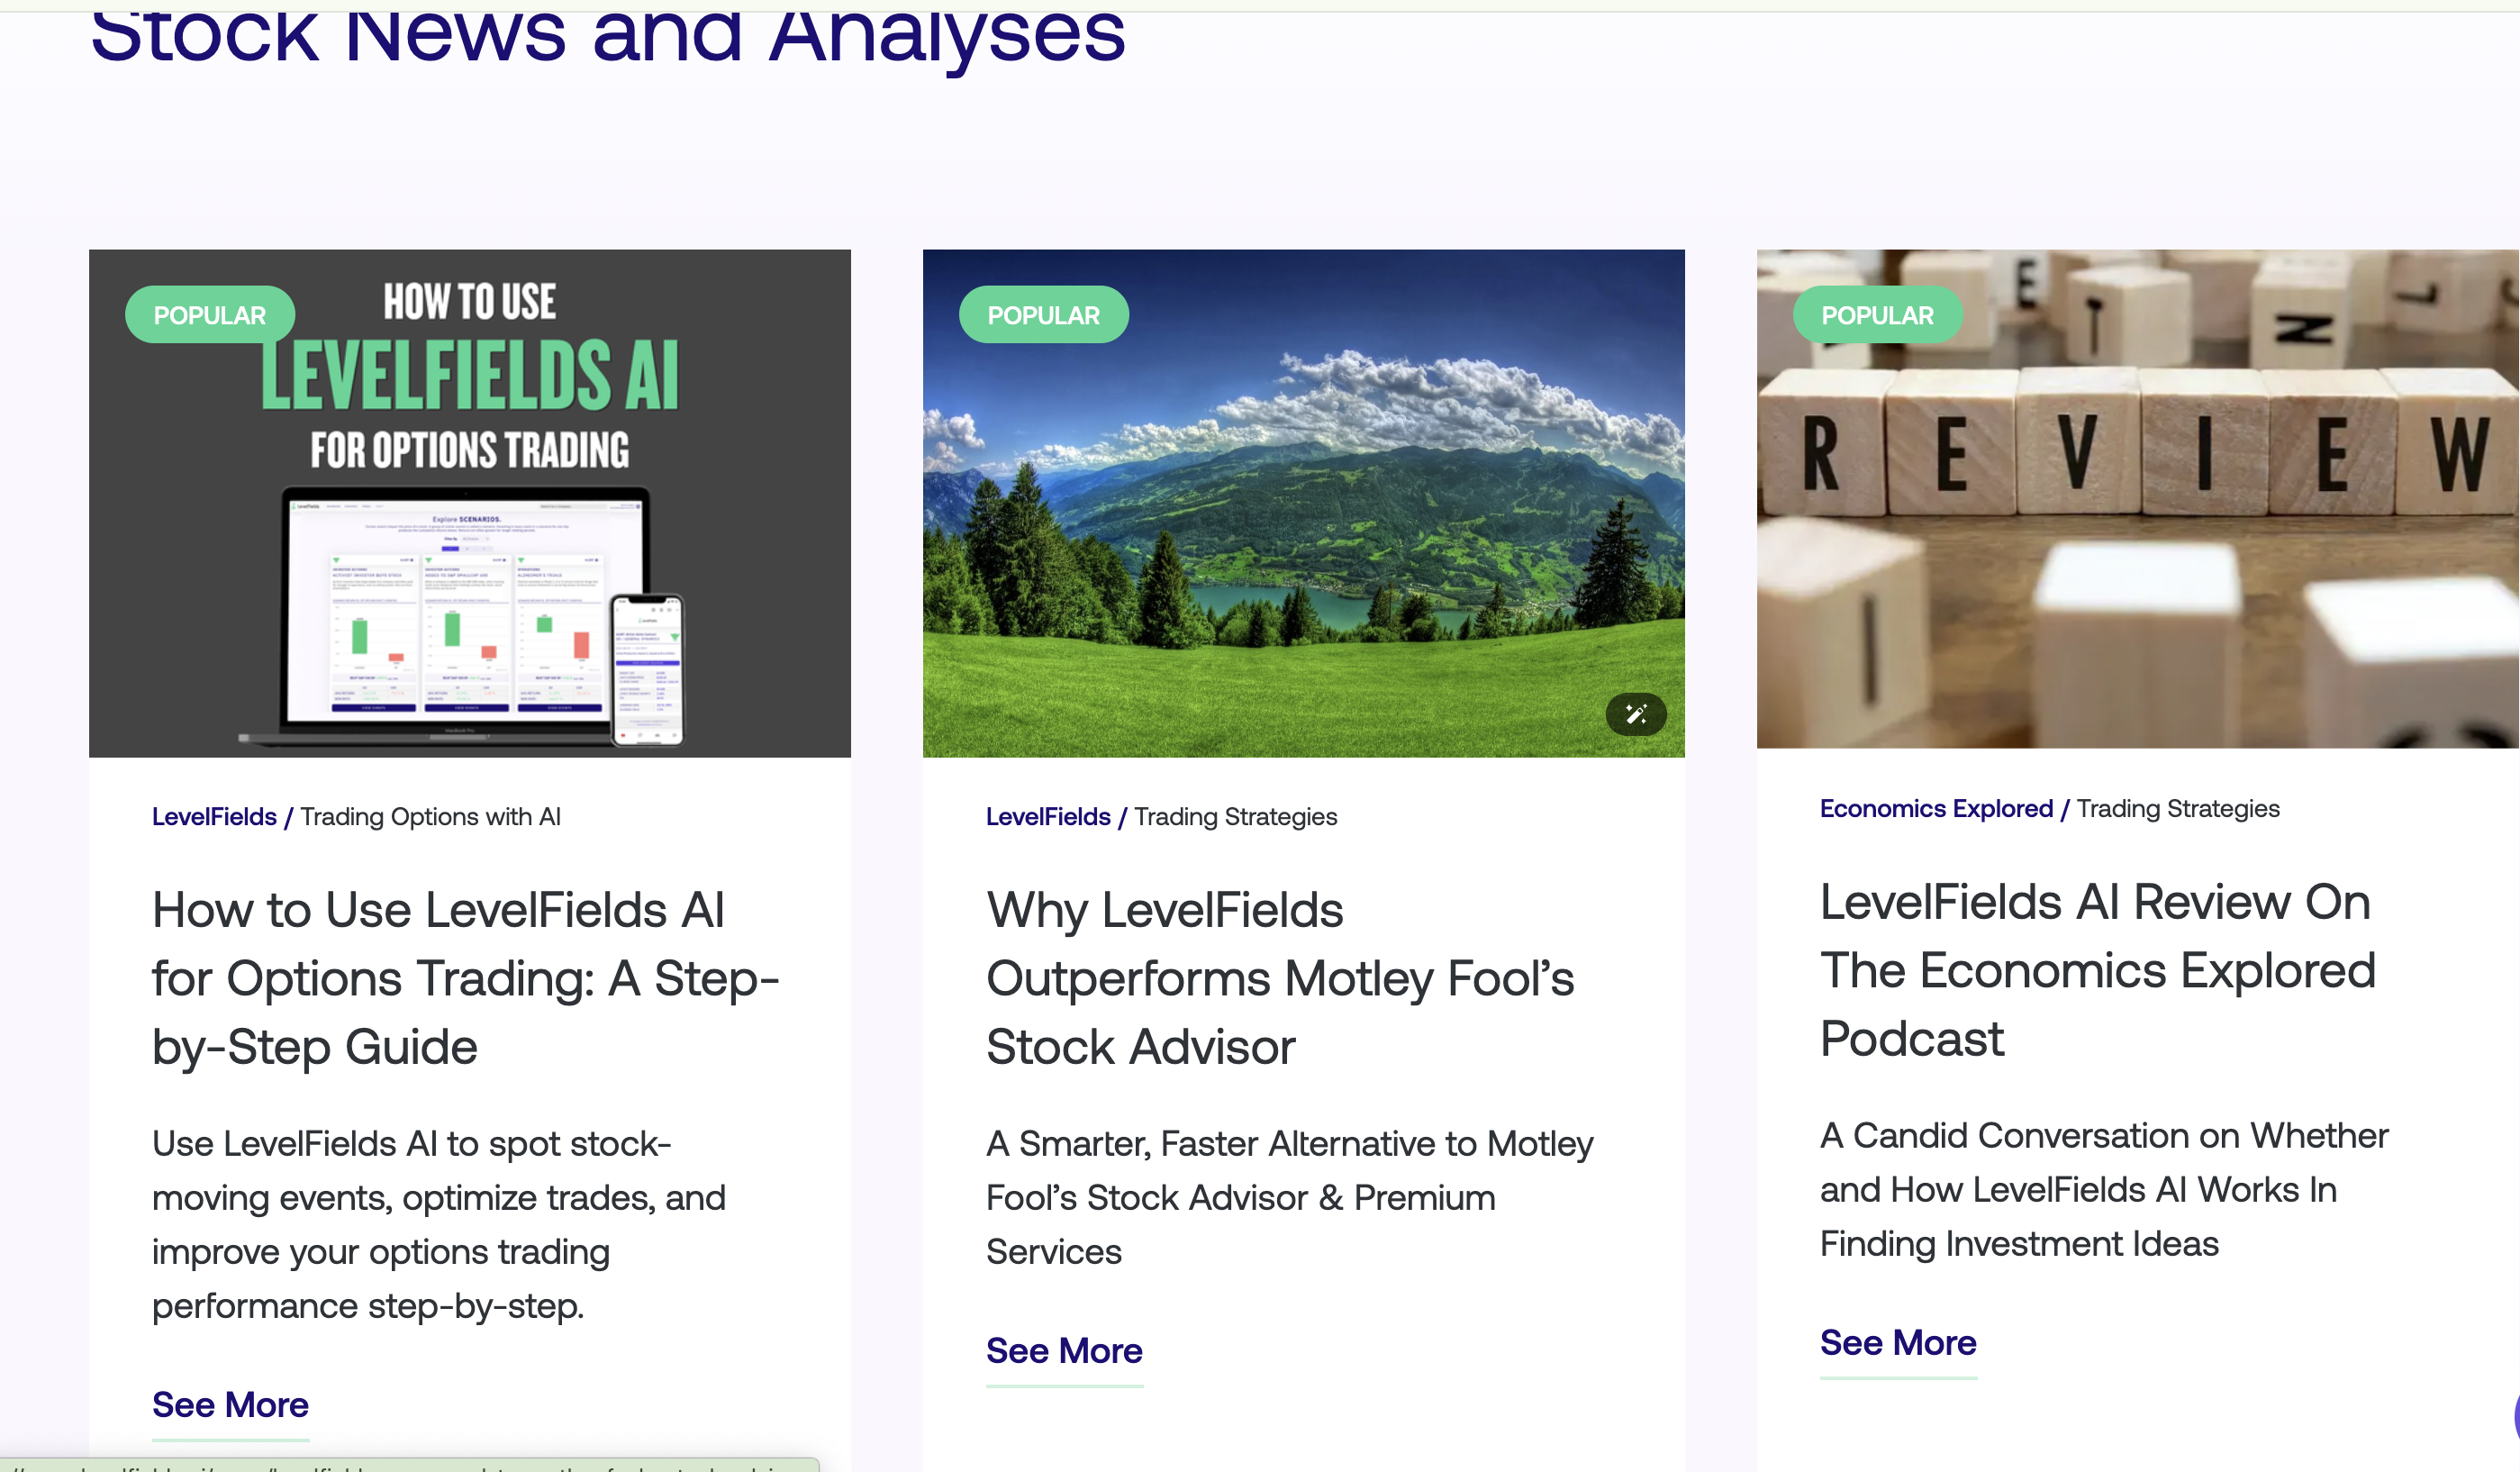 Stock News and Analyses
POPULAR
HOW TO USE
LEVELFIELDS AI
FOR OPTIONS TRADING
Explore SCENARIOS.
LevelFields / Trading Options with AI
How to Use LevelFields AI
for Options Trading: A Step-
by-Step Guide
Use LevelFields AI to spot stock-
moving events, optimize trades, and
improve your options trading
performance step-by-step.
See More
POPULAR
LevelFields / Trading Strategies
Why LevelFields
Outperforms Motley Fool’s
Stock Advisor
A Smarter, Faster Alternative to Motley
Fool’s Stock Advisor & Premium
Services
See More
POPULAR
E T N L
REVIEW
I
Economics Explored / Trading Strategies
LevelFields AI Review On
The Economics Explored
Podcast
A Candid Conversation on Whether
and How LevelFields AI Works In
Finding Investment Ideas
See More